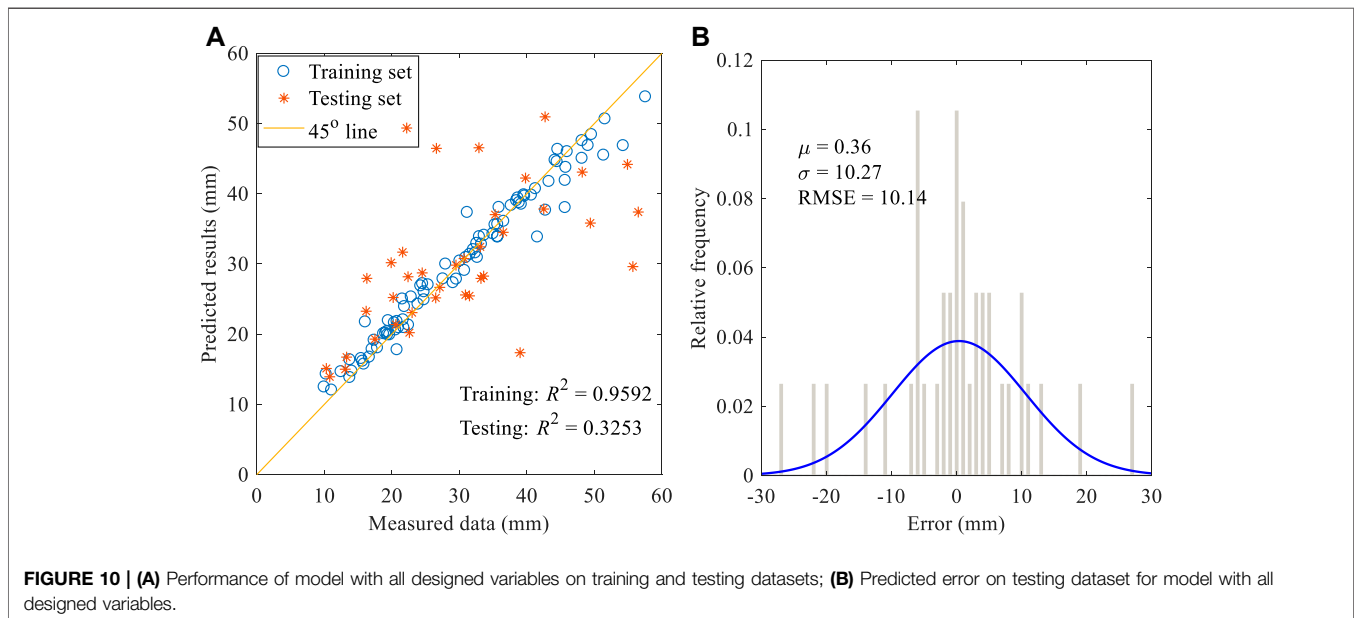 A
60
50
40
30
20
10
0
0 10 20 30 40 50 60
Predicted results (mm)
Measured data (mm)
Training set
Testing set
45° line
Training: R² = 0.9592
Testing: R² = 0.3253
B
0.12
0.1
0.08
0.06
0.04
0.02
0
-30 -20 -10 0 10 20 30
Relative frequency
Error (mm)
μ = 0.36
σ = 10.27
RMSE = 10.14
FIGURE 10 | (A) Performance of model with all designed variables on training and testing datasets; (B) Predicted error on testing dataset for model with all
designed variables.